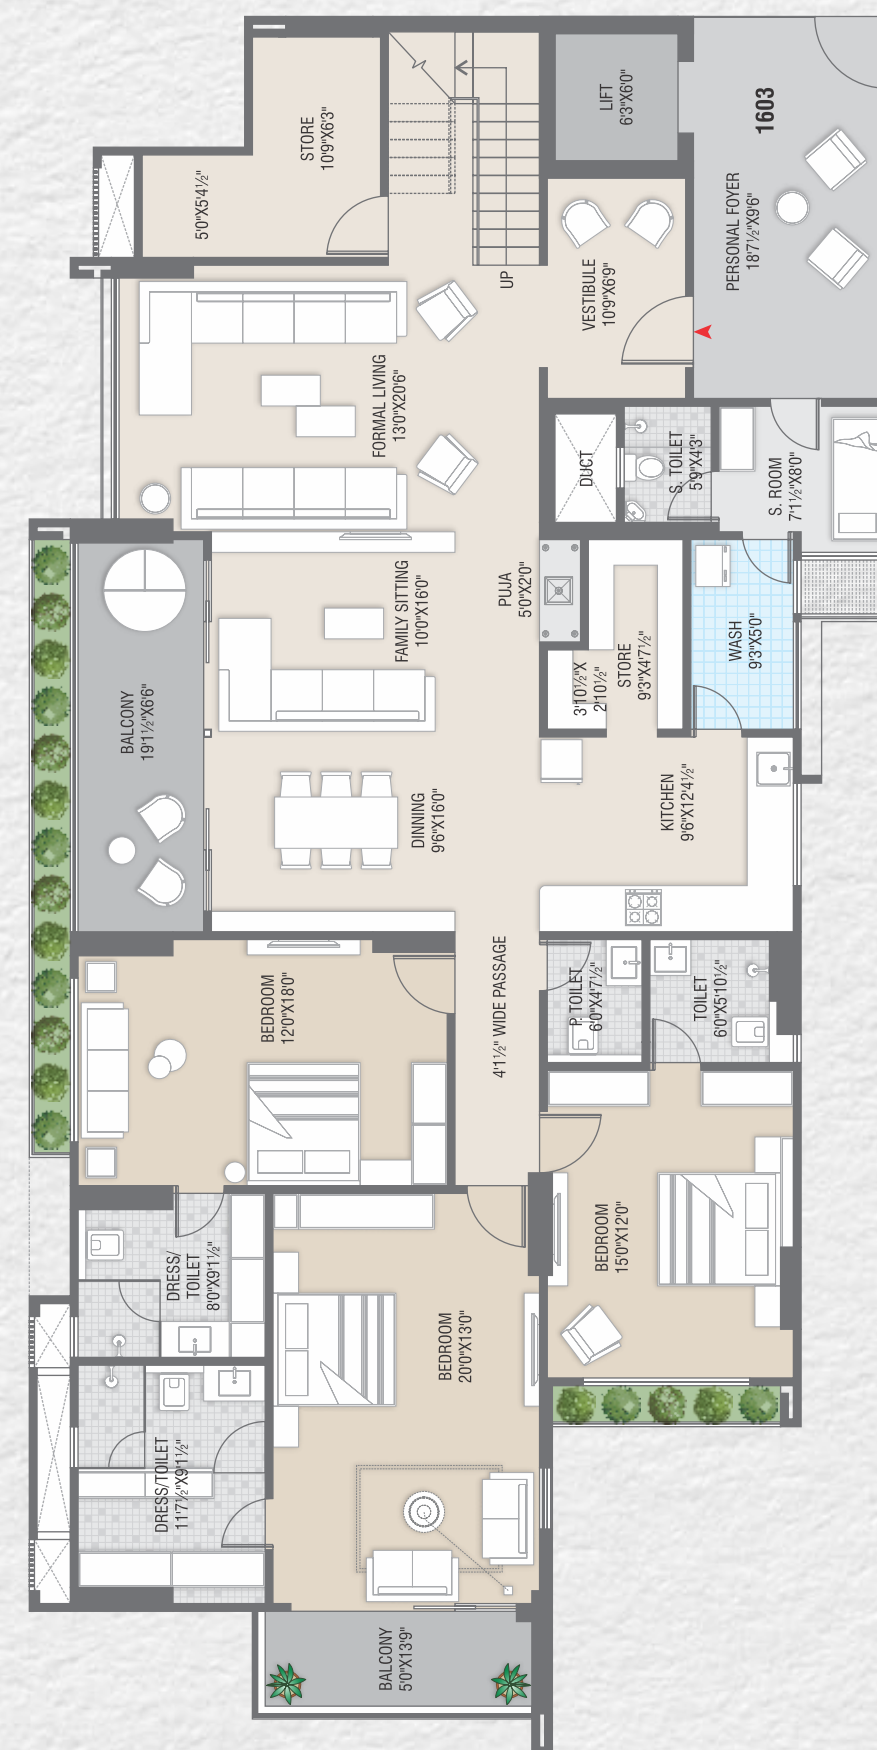 LIFT
6'3"X6'0"
1603
STORE
10'9"X6'3"
5'0"X5'4½"
PERSONAL FOYER
18'7½"X9'6"
UP
VESTIBULE
10'9"X6'9"
FORMAL LIVING
13'0"X20'6"
DUCT
S. TOILET
5'9"X4'3"
S. ROOM
7'1½"X8'0"
FAMILY SITTING
10'0"X16'0"
PUJA
5'0"X2'0"
3'10½"X
2'10½"
STORE
9'3"X4'7½"
WASH
9'3"X5'0"
BALCONY
19'1½"X6'6"
DINNING
9'6"X16'0"
KITCHEN
9'6"X12'4½"
BEDROOM
12'0"X18'0"
4'1½" WIDE PASSAGE
P. TOILET
6'0"X4'7½"
TOILET
6'0"X5'10½"
DRESS/
TOILET
8'0"X9'1½"
BEDROOM
20'0"X13'0"
BEDROOM
15'0"X12'0"
DRESS/TOILET
11'7½"X9'1½"
BALCONY
5'0"X13'9"